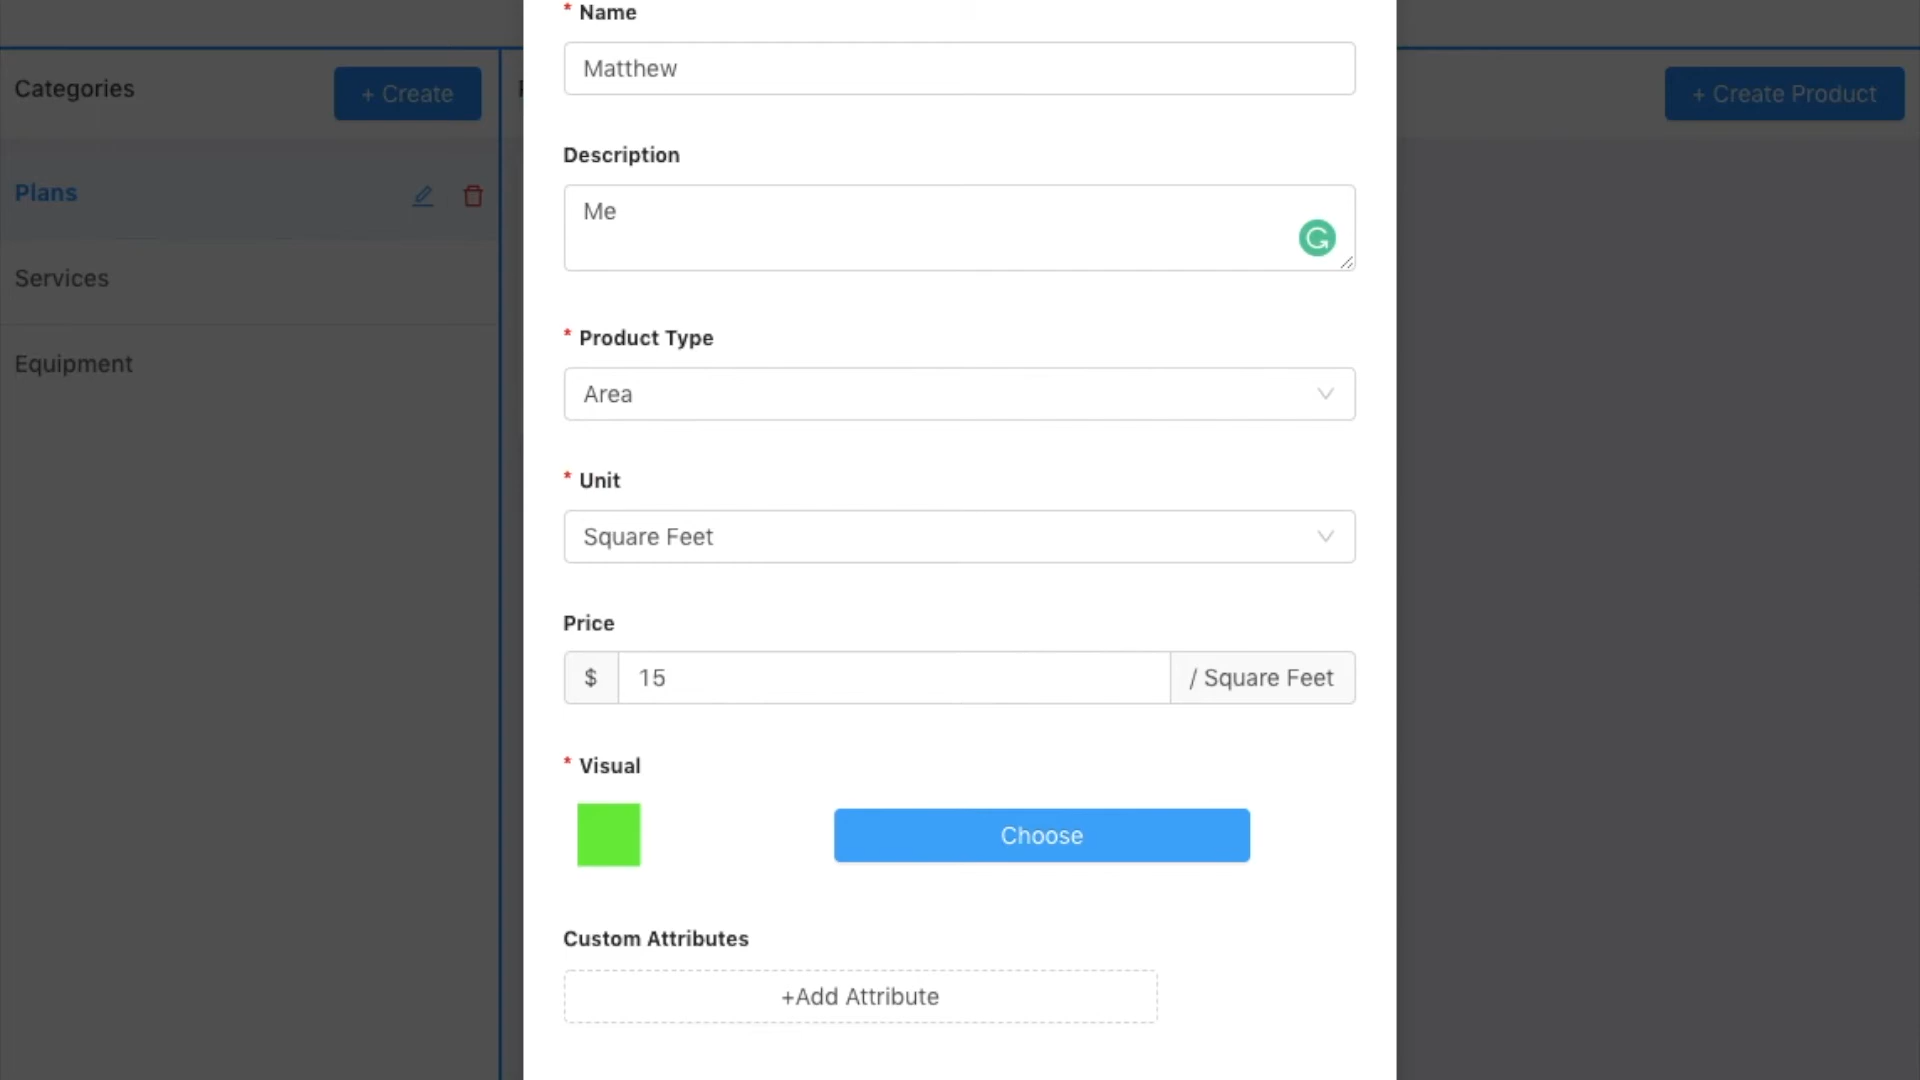 * Name
Matthew
Categories
+ Create
+ Create Product
Description
Me
Plans
Services
Equipment
* Product Type
Area
* Unit
Square Feet
Price
$ 15 / Square Feet
* Visual
Choose
Custom Attributes
+Add Attribute